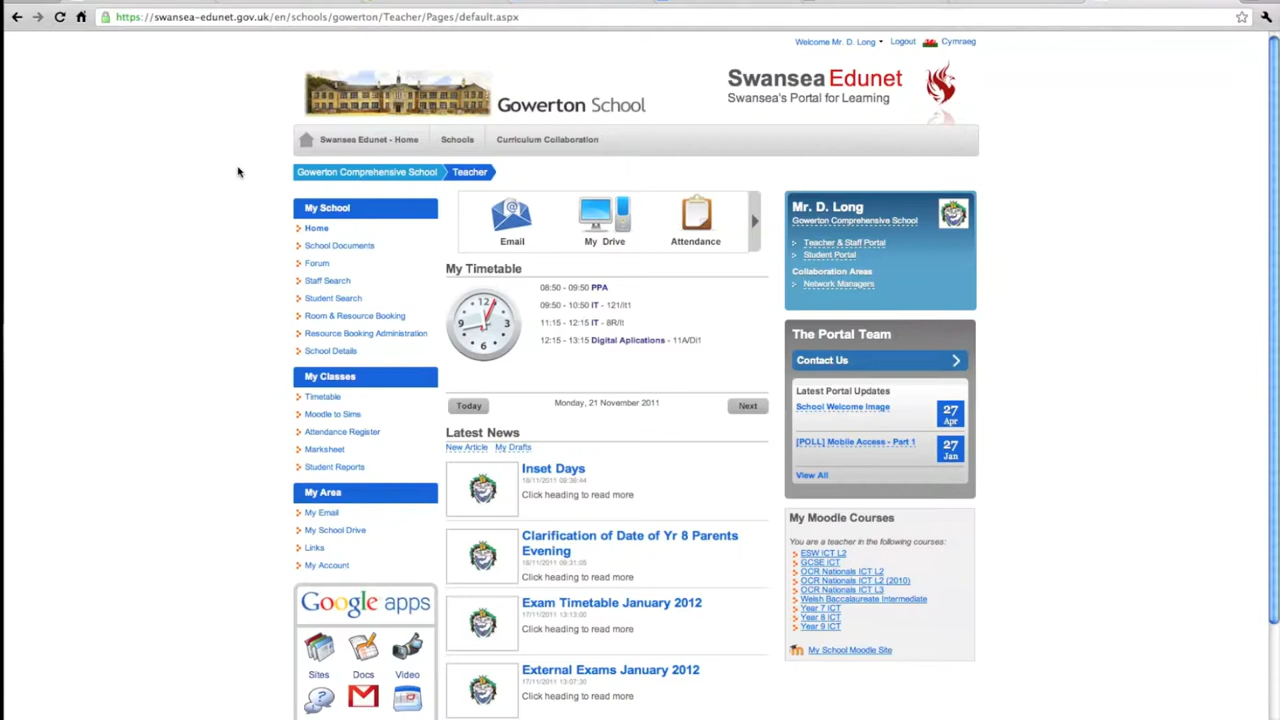 https://swansea-edunet.gov.uk/en/schools/gowerton/Teacher/Pages/default.aspx
Welcome Mr. D. Long Logout Cymraeg
Gowerton School
Swansea Edunet
Swansea's Portal for Learning
Swansea Edunet - Home Schools Curriculum Collaboration
Gowerton Comprehensive School Teacher
My School
Home
School Documents
Forum
Staff Search
Student Search
Room & Resource Booking
Resource Booking Administration
School Details
My Classes
Timetable
Moodle to Sims
Attendance Register
Marksheet
Student Reports
My Area
My Email
My School Drive
Links
My Account
Google apps
Sites Docs Video
Email My Drive Attendance
My Timetable
12
3
6
9
08:50 - 09:50 PPA
09:50 - 10:50 IT - 121/It1
11:15 - 12:15 IT - 8R/It
12:15 - 13:15 Digital Aplications - 11A/Di1
Today Monday, 21 November 2011 Next
Latest News
New Article My Drafts
Inset Days
18/11/2011 09:36:44
Click heading to read more
Clarification of Date of Yr 8 Parents
Evening
18/11/2011 09:31:05
Click heading to read more
Exam Timetable January 2012
17/11/2011 13:13:00
Click heading to read more
External Exams January 2012
17/11/2011 13:07:30
Click heading to read more
Mr. D. Long
Gowerton Comprehensive School
Teacher & Staff Portal
Student Portal
Collaboration Areas
Network Managers
The Portal Team
Contact Us
Latest Portal Updates
School Welcome Image 27
Apr
[POLL] Mobile Access - Part 1 27
Jan
View All
My Moodle Courses
You are a teacher in the following courses:
ESW ICT L2
GCSE ICT
OCR Nationals ICT L2
OCR Nationals ICT L2 (2010)
OCR Nationals ICT L3
Welsh Baccalaureate Intermediate
Year 7 ICT
Year 8 ICT
Year 9 ICT
My School Moodle Site